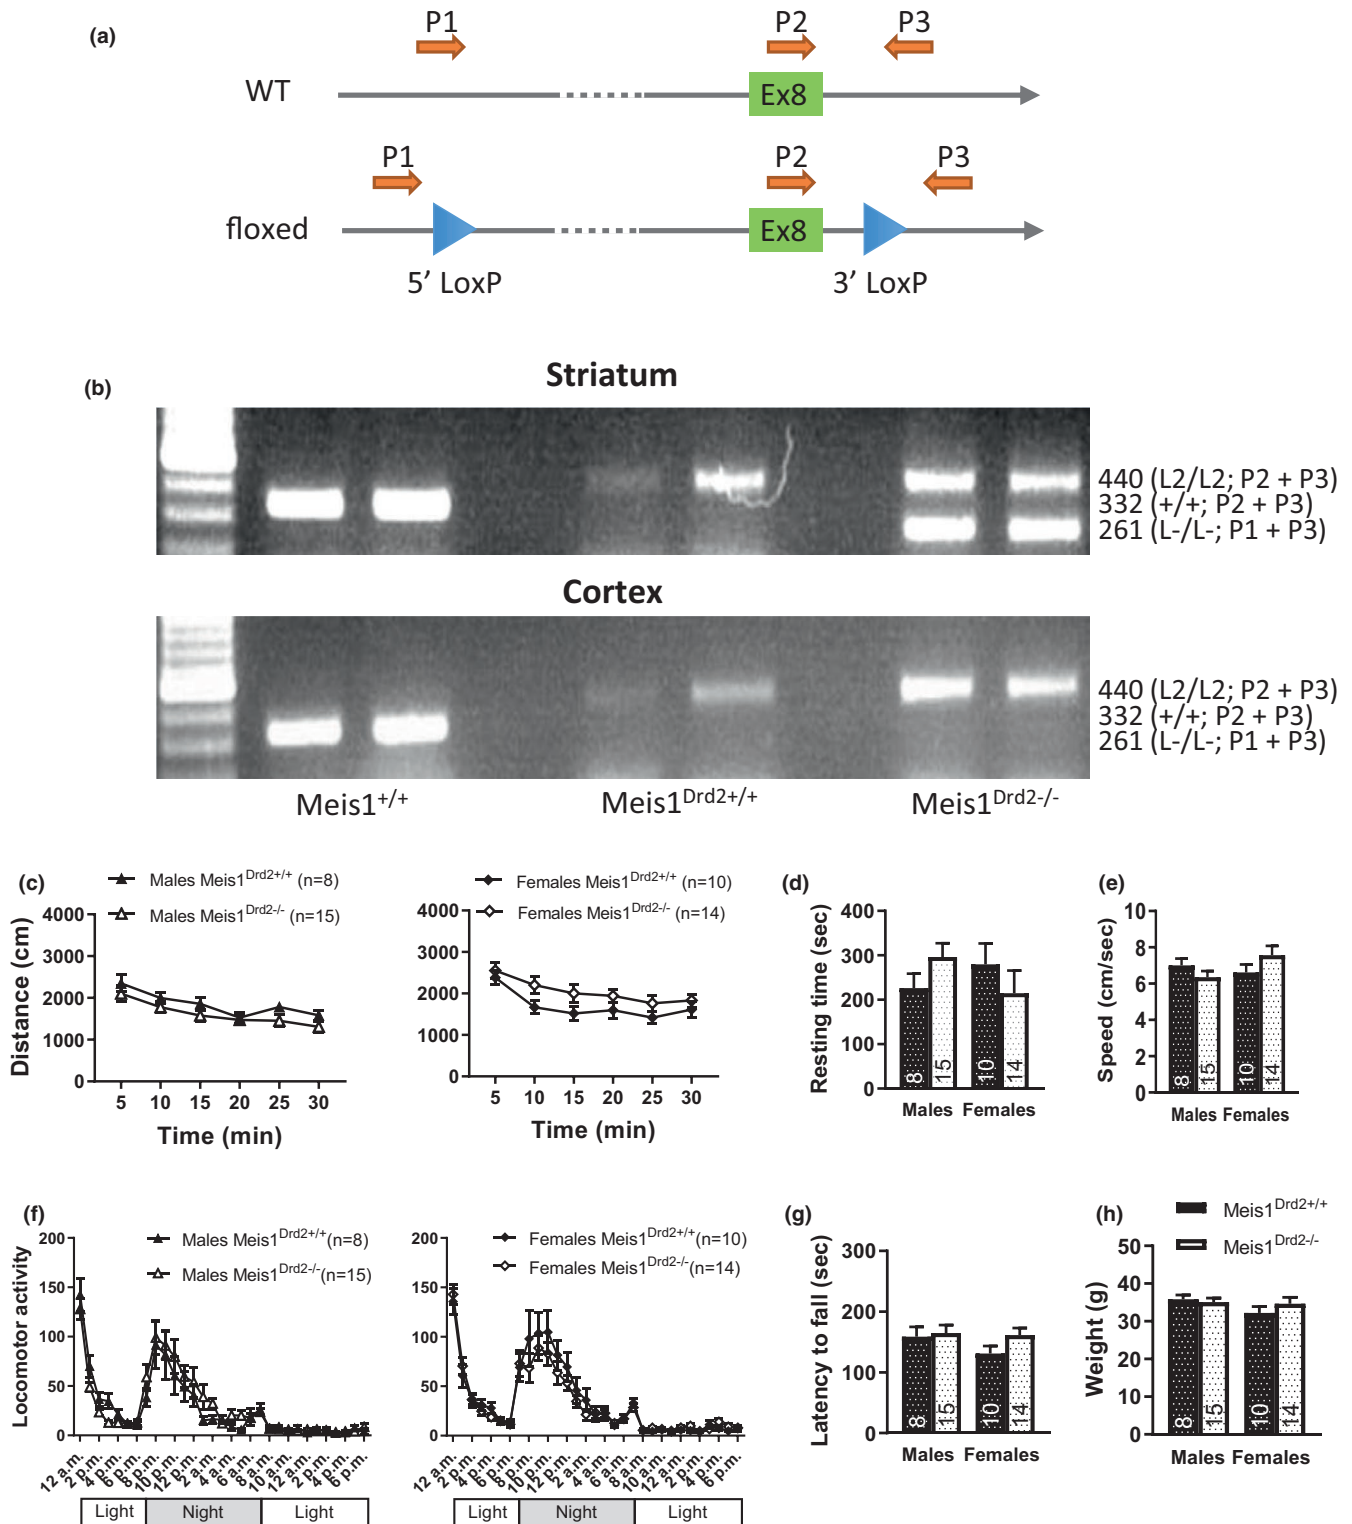 (a)
P1
P2
P3
WT
Ex8
P1
P2
P3
floxed
Ex8
5' LoxP
3' LoxP
(b)
Striatum
440 (L2/L2; P2 + P3)
332 (+/+; P2 + P3)
261 (L-/L-; P1 + P3)
Cortex
440 (L2/L2; P2 + P3)
332 (+/+; P2 + P3)
261 (L-/L-; P1 + P3)
Meis1+/+
Meis1Drd2+/+
Meis1Drd2-/-
(c)
Males Meis1Drd2+/+ (n=8)
Males Meis1Drd2-/- (n=15)
Distance (cm)
4000
3000
2000
1000
0
5 10 15 20 25 30
Time (min)
Females Meis1Drd2+/+ (n=10)
Females Meis1Drd2-/- (n=14)
4000
3000
2000
1000
0
5 10 15 20 25 30
Time (min)
(d)
Resting time (sec)
400
300
200
100
0
8 15 10 14
Males Females
(e)
Speed (cm/sec)
10
8
6
4
2
0
8 15 10 14
Males Females
(f)
Males Meis1Drd2+/+(n=8)
Males Meis1Drd2-/-(n=15)
Locomotor activity
200
150
100
50
0
12 a.m. 2 p.m. 4 p.m. 6 p.m. 8 p.m. 10 p.m. 12 p.m. 2 a.m. 4 a.m. 6 a.m. 8 a.m. 10 a.m. 12 a.m. 2 p.m. 4 p.m. 6 p.m.
Light Night Light
Females Meis1Drd2+/+(n=10)
Females Meis1Drd2-/-(n=14)
200
150
100
50
0
12 a.m. 2 p.m. 4 p.m. 6 p.m. 8 p.m. 10 p.m. 12 p.m. 2 a.m. 4 a.m. 6 a.m. 8 a.m. 10 a.m. 12 a.m. 2 p.m. 4 p.m. 6 p.m.
Light Night Light
(g)
Latency to fall (sec)
300
200
100
0
8 15 10 14
Males Females
(h)
Meis1Drd2+/+
Meis1Drd2-/-
Weight (g)
50
40
30
20
10
0
8 15 10 14
Males Females